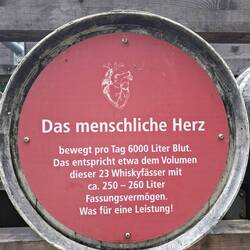 Das menschliche Herz
bewegt pro Tag 6000 Liter Blut.
Das entspricht etwa dem Volumen
dieser 23 Whiskyfässer mit
ca. 250 – 260 Liter
Fassungsvermögen.
Was für eine Leistung!